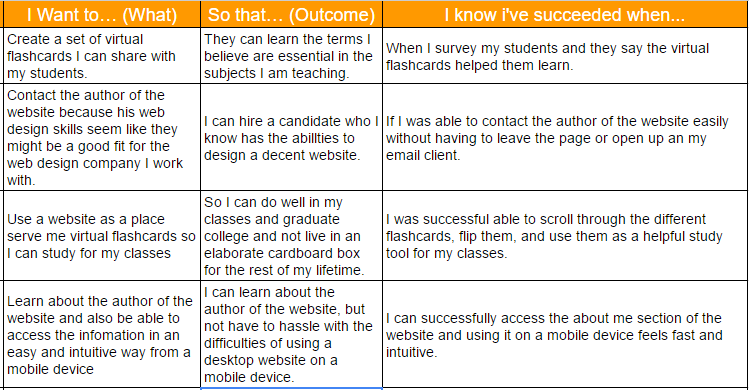 I Want to… (What)
So that… (Outcome)
I know i've succeeded when...
Create a set of virtual
flashcards I can share with
my students.
They can learn the terms I
believe are essential in the
subjects I am teaching.
When I survey my students and they say the virtual
flashcards helped them learn.
Contact the author of the
website because his web
design skills seem like they
might be a good fit for the
web design company I work
with.
I can hire a candidate who I
know has the abillties to
design a decent website.
If I was able to contact the author of the website easily
without having to leave the page or open up an my
email client.
Use a website as a place
serve me virtual flashcards so
I can study for my classes
So I can do well in my
classes and graduate
college and not live in an
elaborate cardboard box
for the rest of my lifetime.
I was successful able to scroll through the different
flashcards, flip them, and use them as a helpful study
tool for my classes.
Learn about the author of the
website and also be able to
access the infomation in an
easy and intuitive way from a
mobile device
I can learn about the
author of the website, but
not have to hassle with the
difficulties of using a
desktop website on a
mobile device.
I can successfully access the about me section of the
website and using it on a mobile device feels fast and
intuitive.